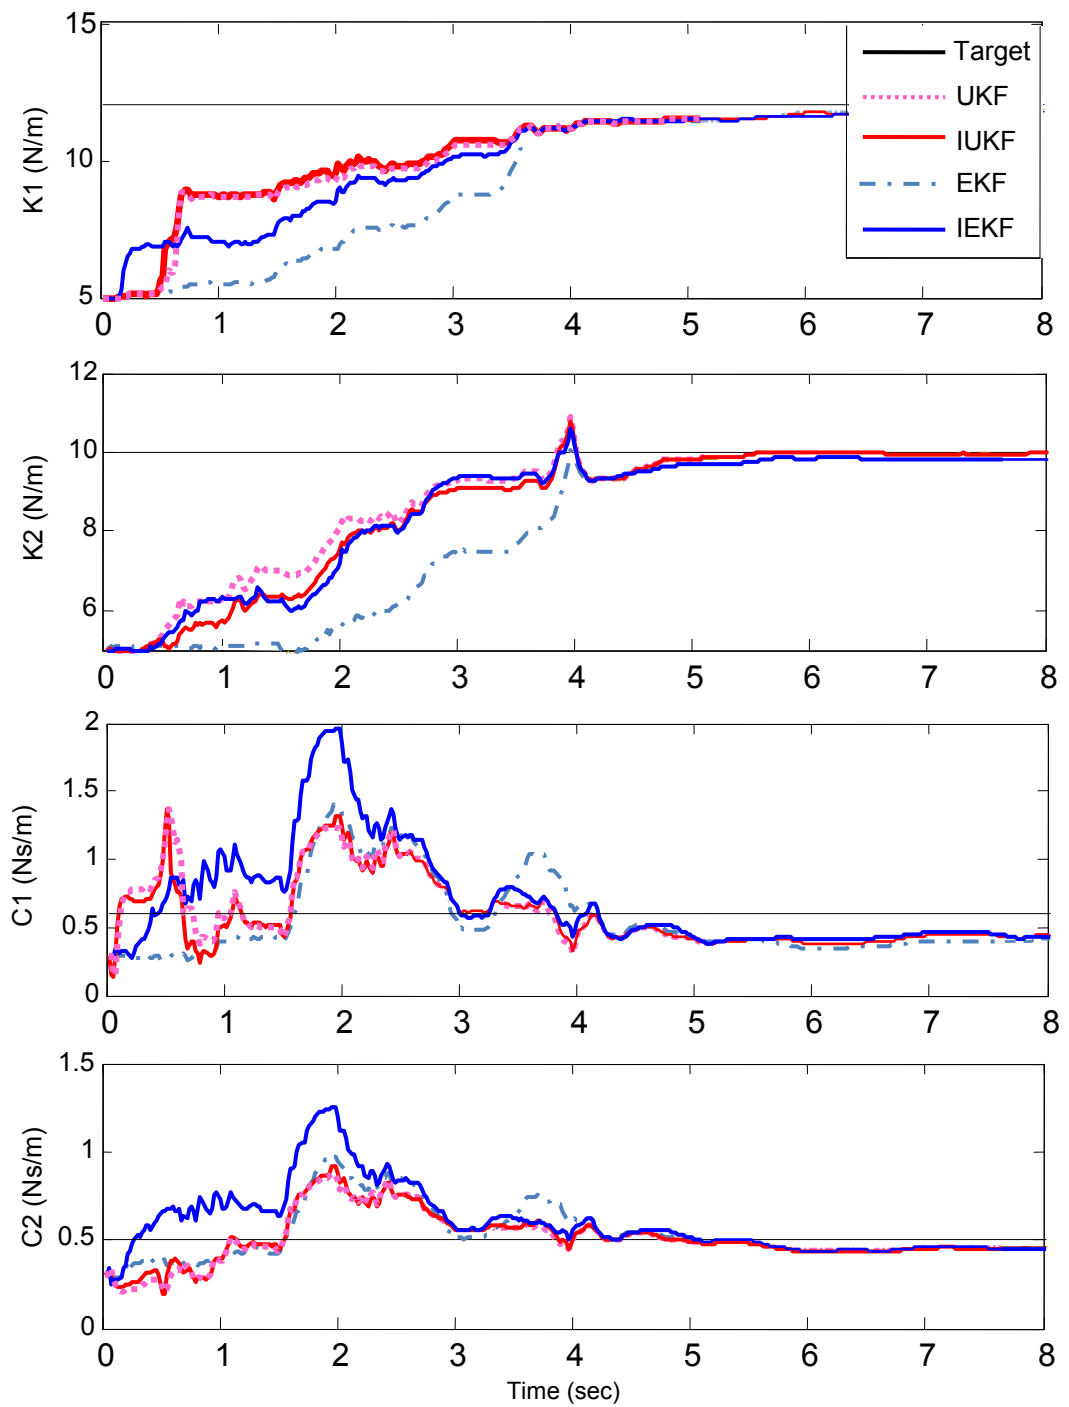 15
10
5
K1 (N/m)
Target
UKF
IUKF
EKF
IEKF
0 1 2 3 4 5 6 7 8
12
10
8
6
K2 (N/m)
0 1 2 3 4 5 6 7 8
2
1.5
1
0.5
0
C1 (Ns/m)
0 1 2 3 4 5 6 7 8
1.5
1
0.5
0
C2 (Ns/m)
0 1 2 3 4 5 6 7 8
Time (sec)